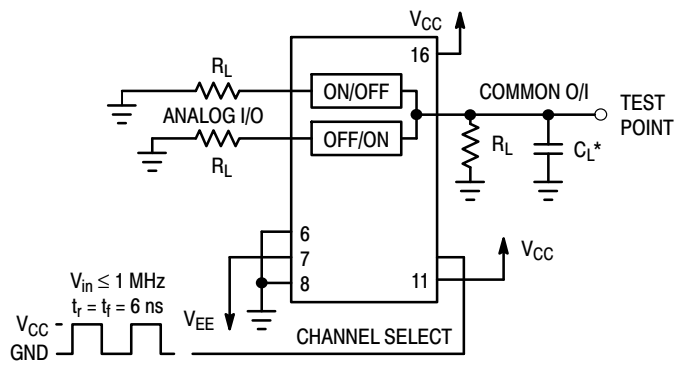 V_CC
16
R_L
ON/OFF
COMMON O/I
TEST
POINT
ANALOG I/O
OFF/ON
R_L
R_L
C_L*
6
7
8
11
V_CC
V_in ≤ 1 MHz
t_r = t_f = 6 ns
V_EE
V_CC
GND
CHANNEL SELECT